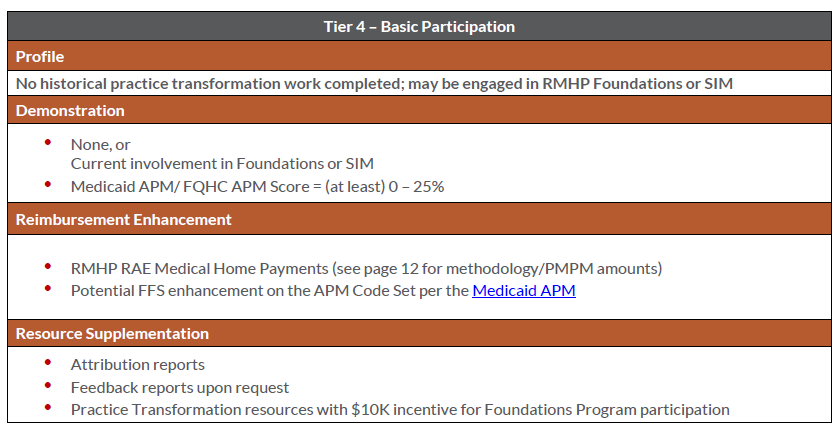 Tier 4 – Basic Participation
Profile
No historical practice transformation work completed; may be engaged in RMHP Foundations or SIM
Demonstration
• None, or
Current involvement in Foundations or SIM
• Medicaid APM/ FQHC APM Score = (at least) 0 – 25%
Reimbursement Enhancement
• RMHP RAE Medical Home Payments (see page 12 for methodology/PMPM amounts)
• Potential FFS enhancement on the APM Code Set per the Medicaid APM
Resource Supplementation
• Attribution reports
• Feedback reports upon request
• Practice Transformation resources with $10K incentive for Foundations Program participation